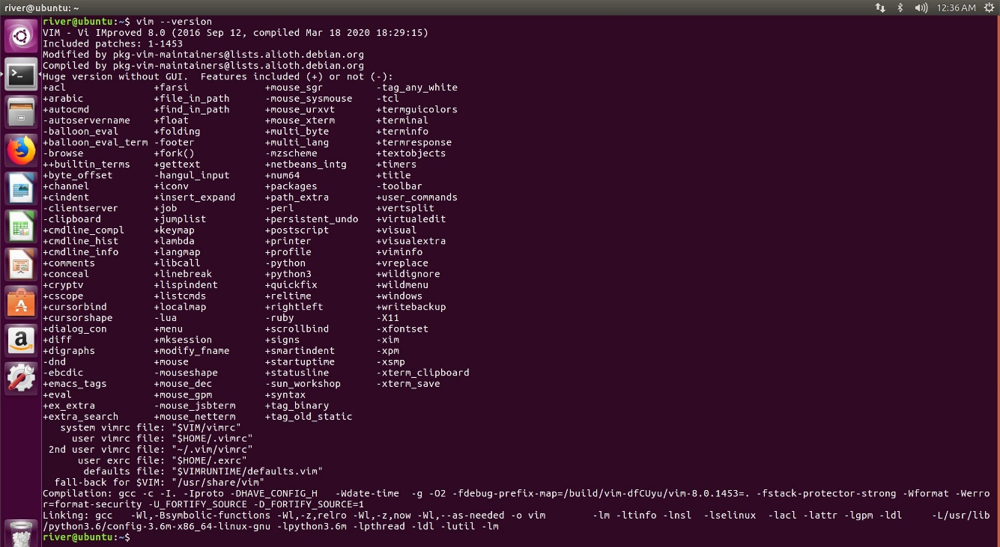 river@ubuntu: ~
12:36 AM
river@ubuntu:~$ vim --version
VIM - Vi IMproved 8.0 (2016 Sep 12, compiled Mar 18 2020 18:29:15)
Included patches: 1-1453
Modified by pkg-vim-maintainers@lists.alioth.debian.org
Compiled by pkg-vim-maintainers@lists.alioth.debian.org
Huge version without GUI.  Features included (+) or not (-):
+acl               +farsi             +mouse_sgr         -tag_any_white
+arabic            +file_in_path      -mouse_sysmouse    -tcl
+autocmd           +find_in_path      +mouse_urxvt       +termguicolors
-autoservername    +float             +mouse_xterm       +terminal
-balloon_eval      +folding           +multi_byte        +terminfo
+balloon_eval_term -footer            +multi_lang        +termresponse
-browse            +fork()            -mzscheme          +textobjects
++builtin_terms    +gettext           +netbeans_intg     +timers
+byte_offset       -hangul_input      +num64             +title
+channel           +iconv             +packages          -toolbar
+cindent           +insert_expand     +path_extra        +user_commands
-clientserver      +job               -perl              +vertsplit
-clipboard         +jumplist          +persistent_undo   +virtualedit
+cmdline_compl     +keymap            +postscript        +visual
+cmdline_hist      +lambda            +printer           +visualextra
+cmdline_info      +langmap           +profile           +viminfo
+comments          +libcall           -python            +vreplace
+conceal           +linebreak         +python3           +wildignore
+cryptv            +lispindent        +quickfix          +wildmenu
+cscope            +listcmds          +reltime           +windows
+cursorbind        +localmap          +rightleft         +writebackup
+cursorshape       -lua               -ruby              -X11
+dialog_con        +menu              +scrollbind        -xfontset
+diff              +mksession         +signs             -xim
+digraphs          +modify_fname      +smartindent       -xpm
-dnd               +mouse             +startuptime       -xsmp
-ebcdic            -mouseshape        +statusline        -xterm_clipboard
+emacs_tags        +mouse_dec         -sun_workshop      -xterm_save
+eval              +mouse_gpm         +syntax
+ex_extra          -mouse_jsbterm     +tag_binary
+extra_search      +mouse_netterm     +tag_old_static
system vimrc file: "$VIM/vimrc"
user vimrc file: "$HOME/.vimrc"
2nd user vimrc file: "~/.vim/vimrc"
user exrc file: "$HOME/.exrc"
defaults file: "$VIMRUNTIME/defaults.vim"
fall-back for $VIM: "/usr/share/vim"
Compilation: gcc -c -I. -Iproto -DHAVE_CONFIG_H   -Wdate-time  -g -O2 -fdebug-prefix-map=/build/vim-dfCUyu/vim-8.0.1453=. -fstack-protector-strong -Wformat -Werro
r=format-security -U_FORTIFY_SOURCE -D_FORTIFY_SOURCE=1
Linking: gcc   -Wl,-Bsymbolic-functions -Wl,-z,relro -Wl,-z,now -Wl,--as-needed -o vim        -lm -ltinfo -lnsl  -lselinux  -lacl -lattr -lgpm -ldl     -L/usr/lib
/python3.6/config-3.6m-x86_64-linux-gnu -lpython3.6m -lpthread -ldl -lutil -lm
river@ubuntu:~$